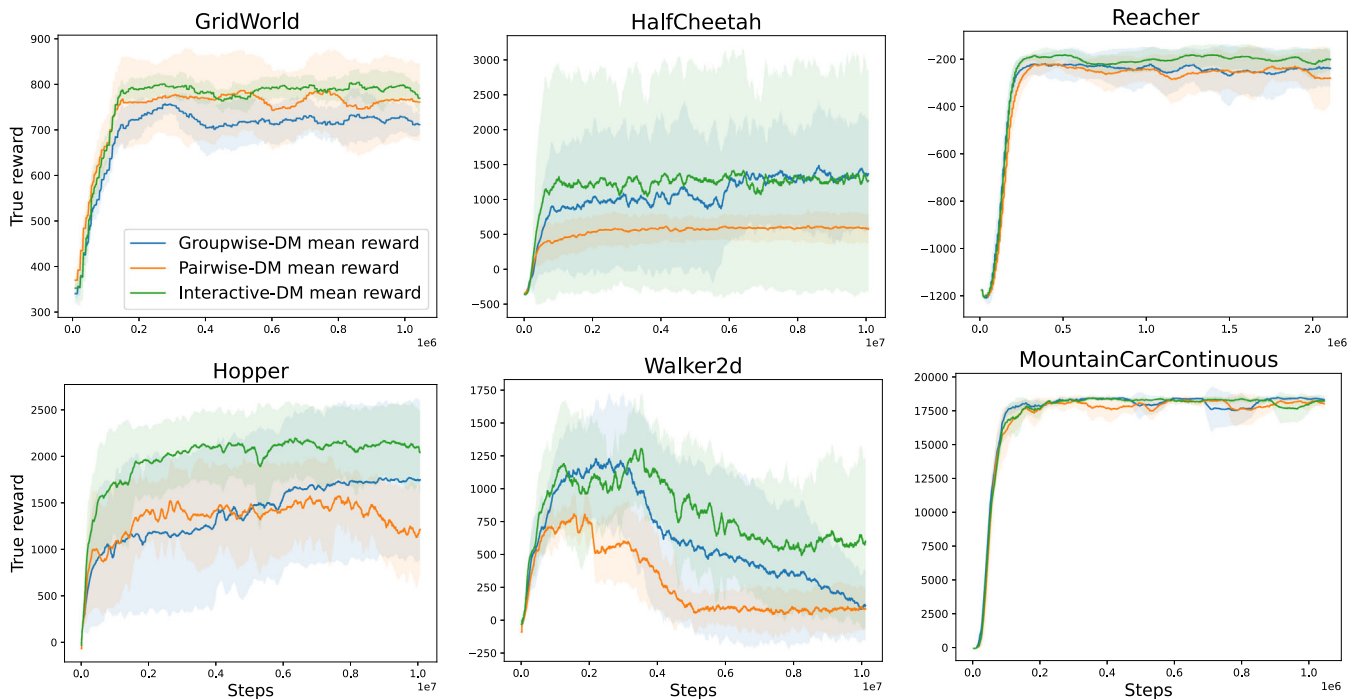 GridWorld
True reward
900
800
700
600
500
400
300
0.0 0.2 0.4 0.6 0.8 1.0
1e6
Groupwise-DM mean reward
Pairwise-DM mean reward
Interactive-DM mean reward
HalfCheetah
3000
2500
2000
1500
1000
500
0
−500
0.0 0.2 0.4 0.6 0.8 1.0
1e7
Reacher
−200
−400
−600
−800
−1000
−1200
0.0 0.5 1.0 1.5 2.0
1e6
Hopper
True reward
2500
2000
1500
1000
500
0
0.0 0.2 0.4 0.6 0.8 1.0
Steps
1e7
Walker2d
1750
1500
1250
1000
750
500
250
0
−250
0.0 0.2 0.4 0.6 0.8 1.0
Steps
1e7
MountainCarContinuous
20000
17500
15000
12500
10000
7500
5000
2500
0
0.0 0.2 0.4 0.6 0.8 1.0
Steps
1e6